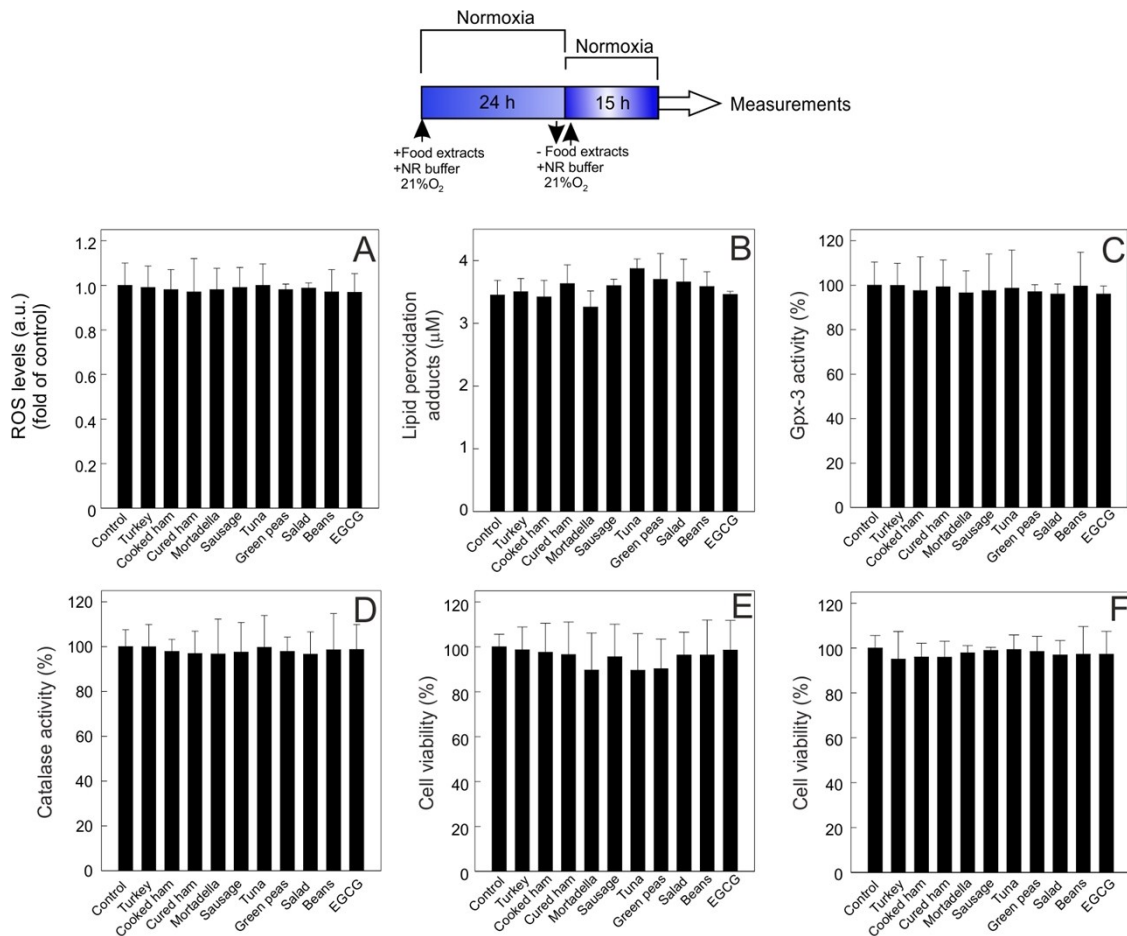 Normoxia
Normoxia
24 h
15 h
Measurements
+Food extracts
+NR buffer
21%O₂
- Food extracts
+NR buffer
21%O₂
A
ROS levels (a.u.)
(fold of control)
1.2
1.0
0.8
0.6
0.4
0.2
0
Control
Turkey
Cooked ham
Cured ham
Mortadella
Sausage
Tuna
Green peas
Salad
Beans
EGCG
B
Lipid peroxidation
adducts (μM)
4
3
2
1
0
Control
Turkey
Cooked ham
Cured ham
Mortadella
Sausage
Tuna
Green peas
Salad
Beans
EGCG
C
Gpx-3 activity (%)
120
100
80
60
40
20
0
Control
Turkey
Cooked ham
Cured ham
Mortadella
Sausage
Tuna
Green peas
Salad
Beans
EGCG
D
Catalase activity (%)
120
100
80
60
40
20
0
Control
Turkey
Cooked ham
Cured ham
Mortadella
Sausage
Tuna
Green peas
Salad
Beans
EGCG
E
Cell viability (%)
120
100
80
60
40
20
0
Control
Turkey
Cooked ham
Cured ham
Mortadella
Sausage
Tuna
Green peas
Salad
Beans
EGCG
F
Cell viability (%)
120
100
80
60
40
20
0
Control
Turkey
Cooked ham
Cured ham
Mortadella
Sausage
Tuna
Green peas
Salad
Beans
EGCG